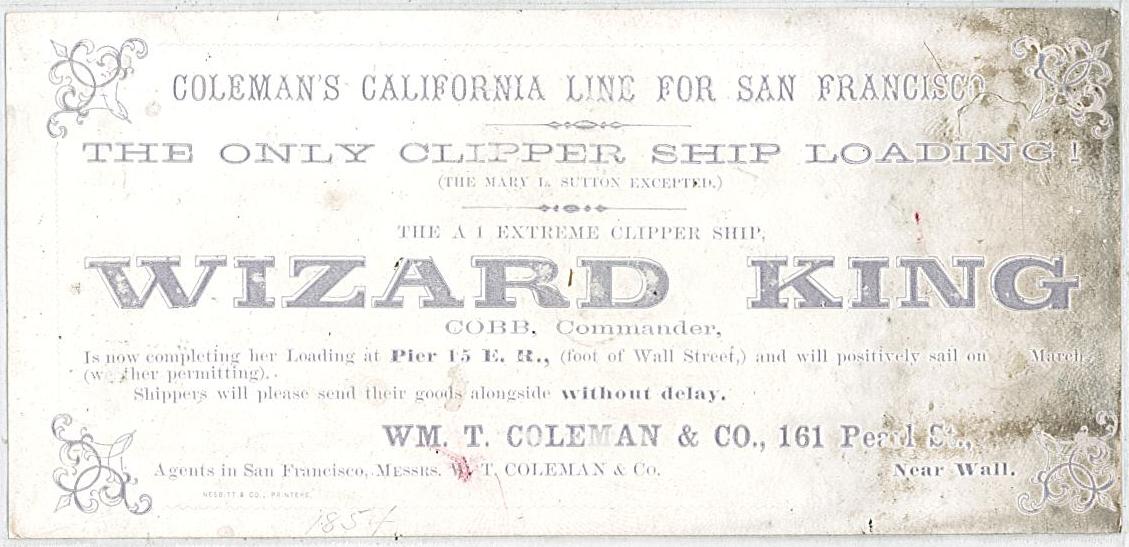 COLEMAN'S CALIFORNIA LINE FOR SAN FRANCISCO
THE ONLY CLIPPER SHIP LOADING!
(THE MARY L. SUTTON EXCEPTED.)
THE A 1 EXTREME CLIPPER SHIP,
WIZARD KING
COBB, Commander,
Is now completing her Loading at Pier 15 E. R., (foot of Wall Street,) and will positively sail on March,
(weather permitting).
Shippers will please send their goods alongside without delay.
WM. T. COLEMAN & CO., 161 Pearl St.,
Agents in San Francisco, MESSRS. W. T. COLEMAN & CO. Near Wall.
NESBITT & CO., PRINTERS.